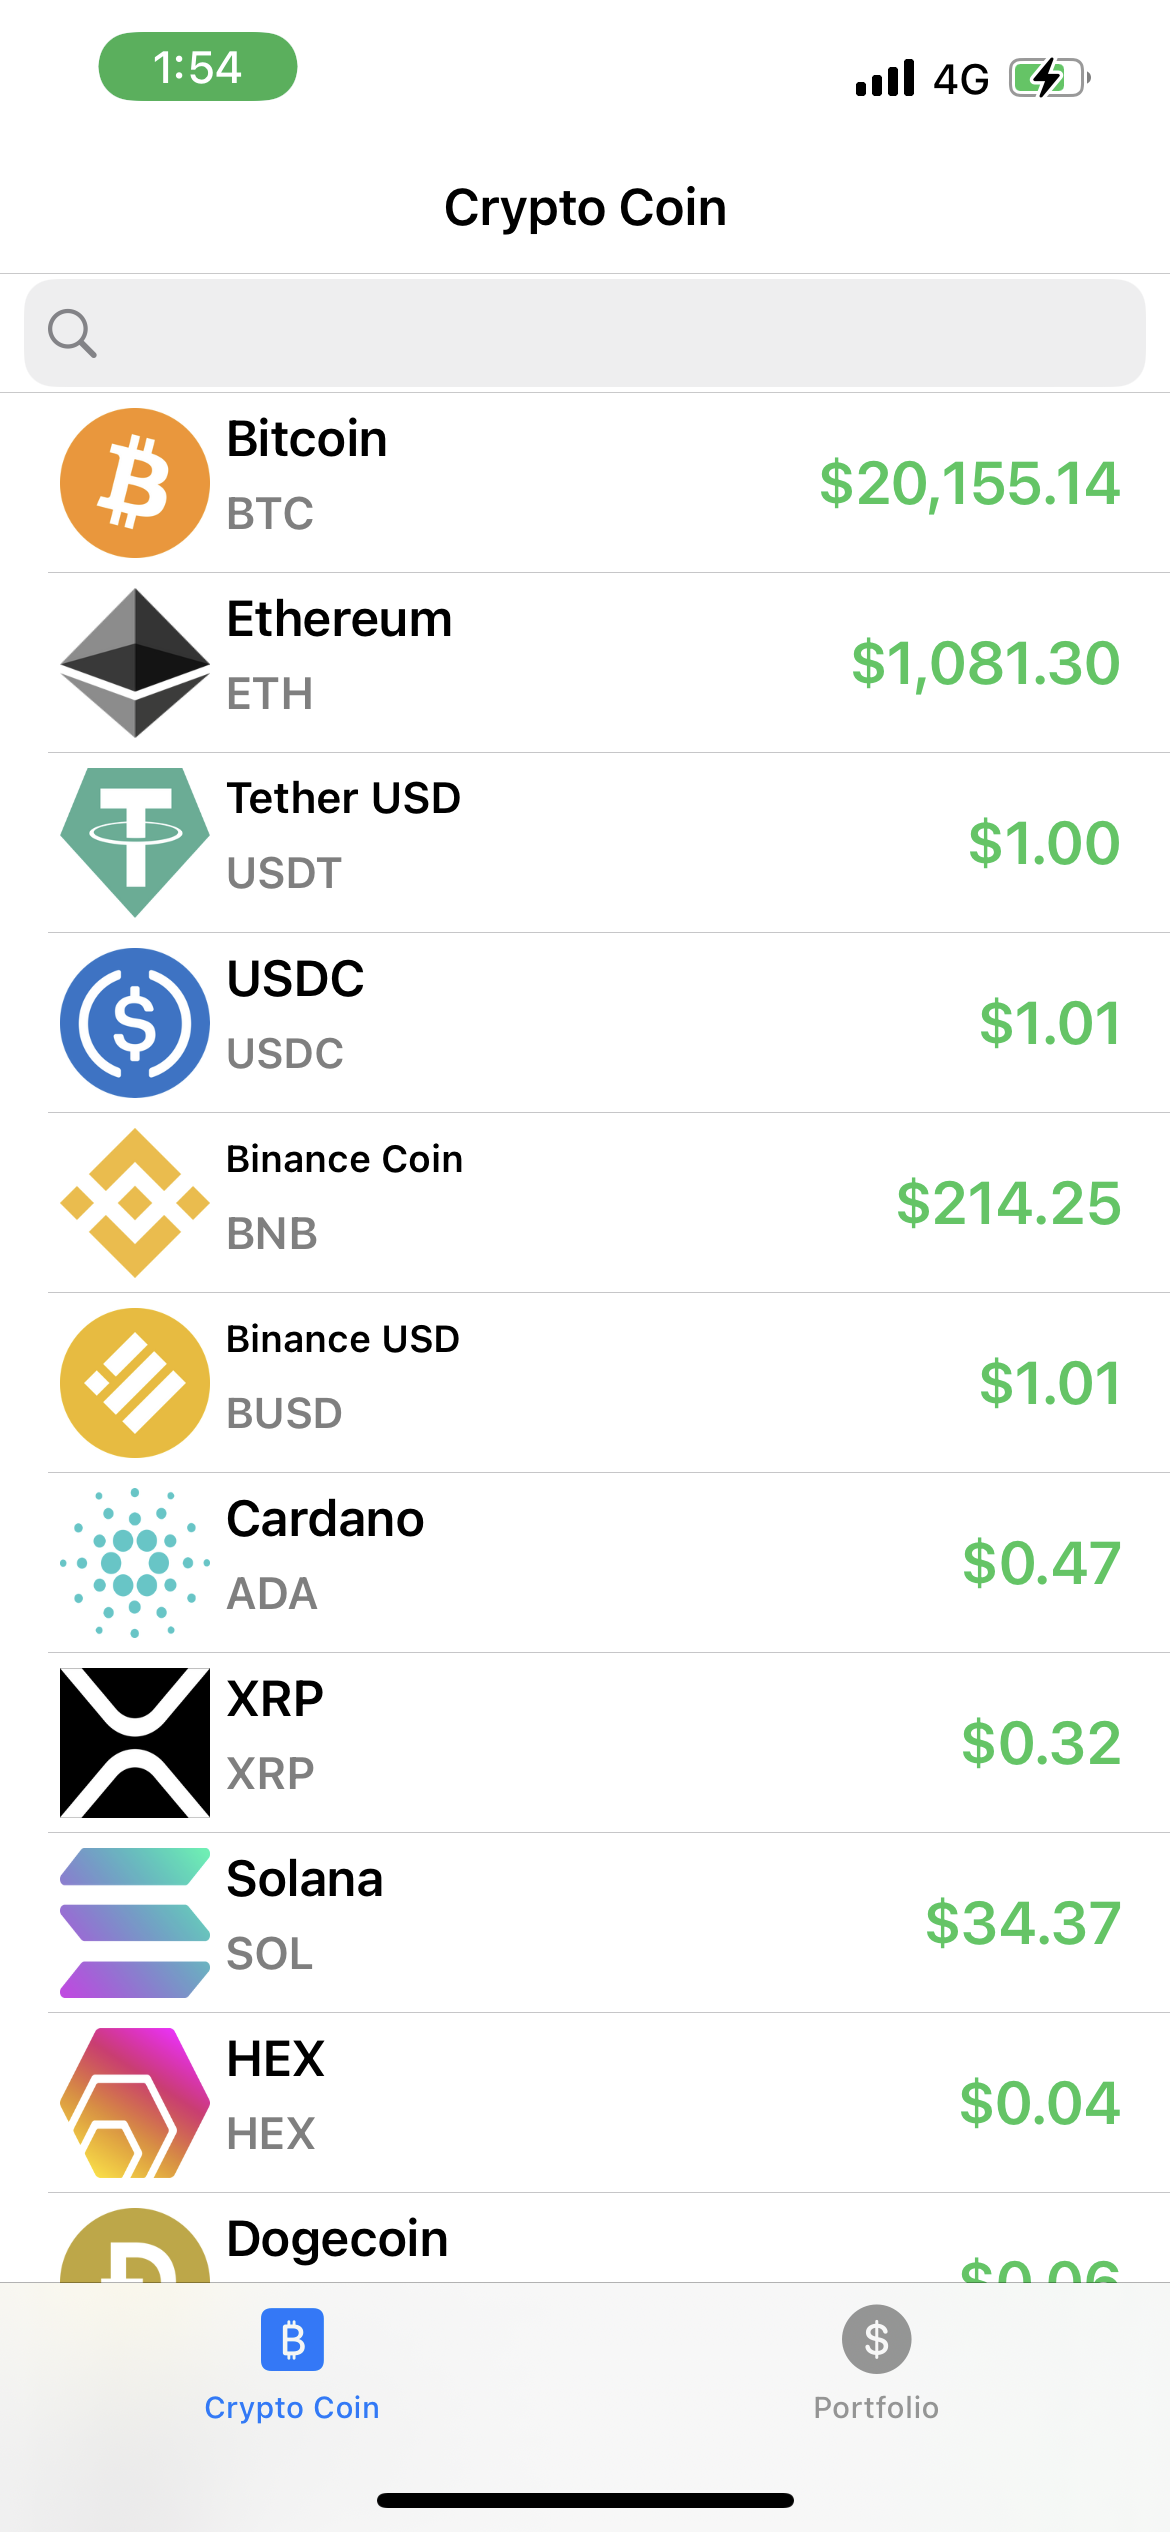 1:54
4G
Crypto Coin
Bitcoin
BTC
$20,155.14
Ethereum
ETH
$1,081.30
Tether USD
USDT
$1.00
USDC
USDC
$1.01
Binance Coin
BNB
$214.25
Binance USD
BUSD
$1.01
Cardano
ADA
$0.47
XRP
XRP
$0.32
Solana
SOL
$34.37
HEX
HEX
$0.04
Dogecoin
$0.06
Crypto Coin
Portfolio